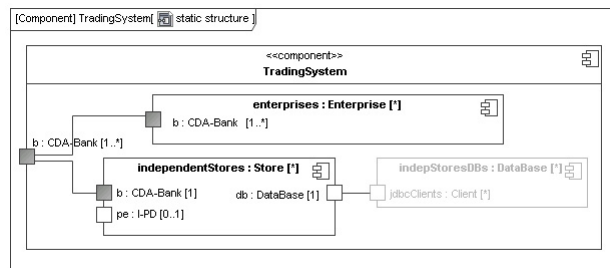 [Component] TradingSystem[ static structure ]
<<component>>
TradingSystem
enterprises : Enterprise [*]
b : CDA-Bank [1..*]
b : CDA-Bank [1..*]
independentStores : Store [*]
indepStoresDBs : DataBase [*]
b : CDA-Bank [1]
db : DataBase [1]
jdbcClients : Client [*]
pe : I-PD [0..1]